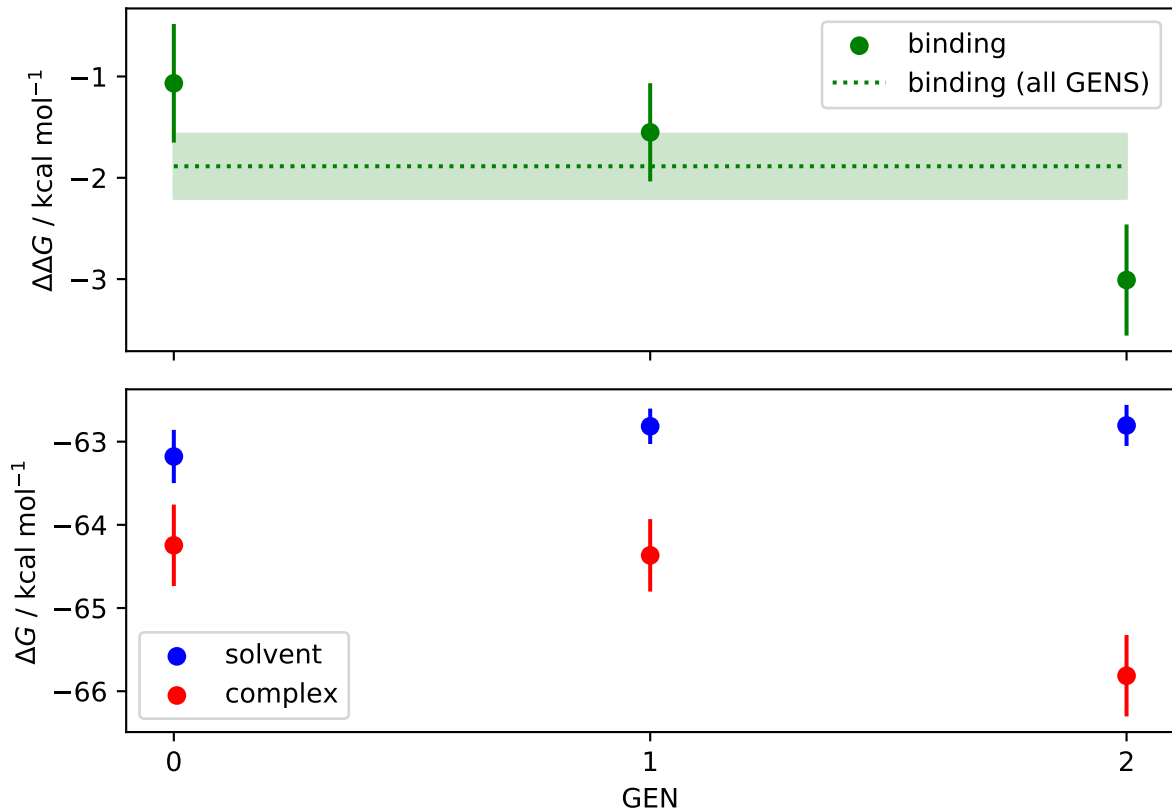 binding
binding (all GENS)
−1
−2
−3
ΔΔG / kcal mol⁻¹
−63
−64
−65
−66
ΔG / kcal mol⁻¹
solvent
complex
0 1 2
GEN